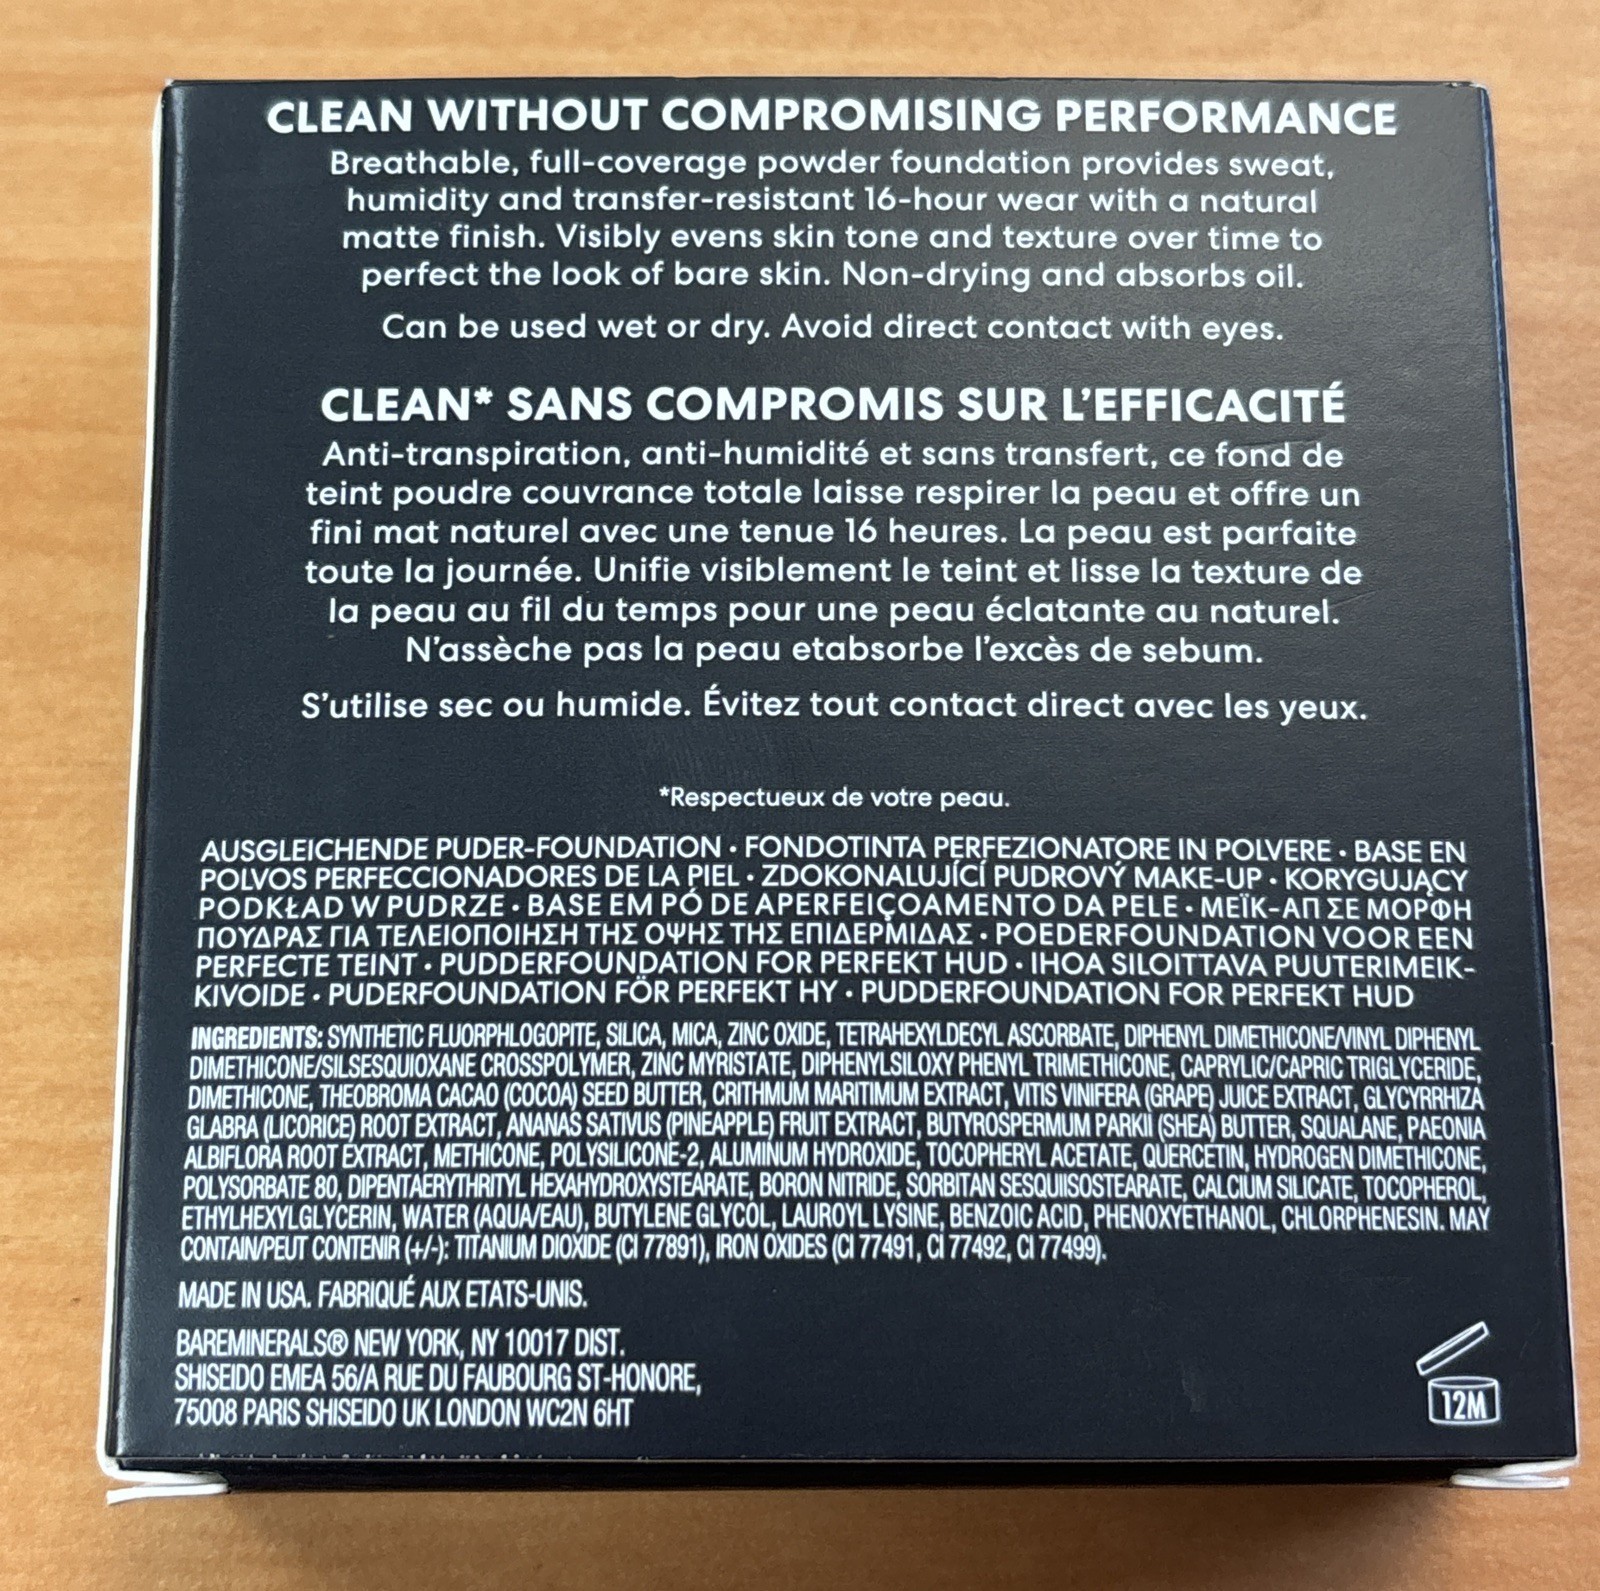 CLEAN WITHOUT COMPROMISING PERFORMANCE
Breathable, full-coverage powder foundation provides sweat,
humidity and transfer-resistant 16-hour wear with a natural
matte finish. Visibly evens skin tone and texture over time to
perfect the look of bare skin. Non-drying and absorbs oil.
Can be used wet or dry. Avoid direct contact with eyes.
CLEAN* SANS COMPROMIS SUR L'EFFICACITÉ
Anti-transpiration, anti-humidité et sans transfert, ce fond de
teint poudre couvrance totale laisse respirer la peau et offre un
fini mat naturel avec une tenue 16 heures. La peau est parfaite
toute la journée. Unifie visiblement le teint et lisse la texture de
la peau au fil du temps pour une peau éclatante au naturel.
N'assèche pas la peau etabsorbe l'excès de sebum.
S'utilise sec ou humide. Évitez tout contact direct avec les yeux.
*Respectueux de votre peau.
AUSGLEICHENDE PUDER-FOUNDATION • FONDOTINTA PERFEZIONATORE IN POLVERE • BASE EN
POLVOS PERFECCIONADORES DE LA PIEL • ZDOKONALUJÍCÍ PUDROVÝ MAKE-UP • KORYGUJĄCY
PODKŁAD W PUDRZE • BASE EM PÓ DE APERFEIÇOAMENTO DA PELE • ΜΕΪΚ-ΑΠ ΣΕ ΜΟΡΦΗ
ΠΟΥΔΡΑΣ ΓΙΑ ΤΕΛΕΙΟΠΟΙΗΣΗ ΤΗΣ ΟΨΗΣ ΤΗΣ ΕΠΙΔΕΡΜΙΔΑΣ • POEDERFOUNDATION VOOR EEN
PERFECTE TEINT • PUDDERFOUNDATION FOR PERFEKT HUD • IHOA SILOITTAVA PUUTERIMEIK-
KIVOIDE • PUDERFOUNDATION FÖR PERFEKT HY • PUDDERFOUNDATION FOR PERFEKT HUD
INGREDIENTS: SYNTHETIC FLUORPHLOGOPITE, SILICA, MICA, ZINC OXIDE, TETRAHEXYLDECYL ASCORBATE, DIPHENYL DIMETHICONE/VINYL DIPHENYL
DIMETHICONE/SILSESQUIOXANE CROSSPOLYMER, ZINC MYRISTATE, DIPHENYLSILOXY PHENYL TRIMETHICONE, CAPRYLIC/CAPRIC TRIGLYCERIDE,
DIMETHICONE, THEOBROMA CACAO (COCOA) SEED BUTTER, CRITHMUM MARITIMUM EXTRACT, VITIS VINIFERA (GRAPE) JUICE EXTRACT, GLYCYRRHIZA
GLABRA (LICORICE) ROOT EXTRACT, ANANAS SATIVUS (PINEAPPLE) FRUIT EXTRACT, BUTYROSPERMUM PARKII (SHEA) BUTTER, SQUALANE, PAEONIA
ALBIFLORA ROOT EXTRACT, METHICONE, POLYSILICONE-2, ALUMINUM HYDROXIDE, TOCOPHERYL ACETATE, QUERCETIN, HYDROGEN DIMETHICONE,
POLYSORBATE 80, DIPENTAERYTHRITYL HEXAHYDROXYSTEARATE, BORON NITRIDE, SORBITAN SESQUIISOSTEARATE, CALCIUM SILICATE, TOCOPHEROL,
ETHYLHEXYLGLYCERIN, WATER (AQUA/EAU), BUTYLENE GLYCOL, LAUROYL LYSINE, BENZOIC ACID, PHENOXYETHANOL, CHLORPHENESIN. MAY
CONTAIN/PEUT CONTENIR (+/-): TITANIUM DIOXIDE (CI 77891), IRON OXIDES (CI 77491, CI 77492, CI 77499).
MADE IN USA. FABRIQUÉ AUX ETATS-UNIS.
BAREMINERALS® NEW YORK, NY 10017 DIST.
SHISEIDO EMEA 56/A RUE DU FAUBOURG ST-HONORE,
75008 PARIS SHISEIDO UK LONDON WC2N 6HT
12M